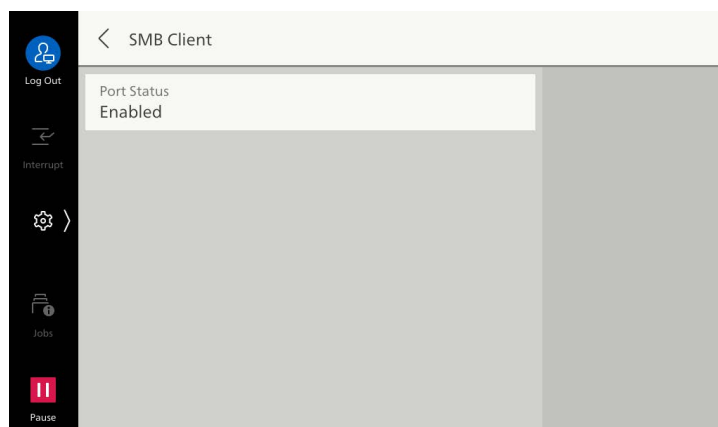 SMB Client
Log Out
Port Status
Enabled
Interrupt
Jobs
Pause